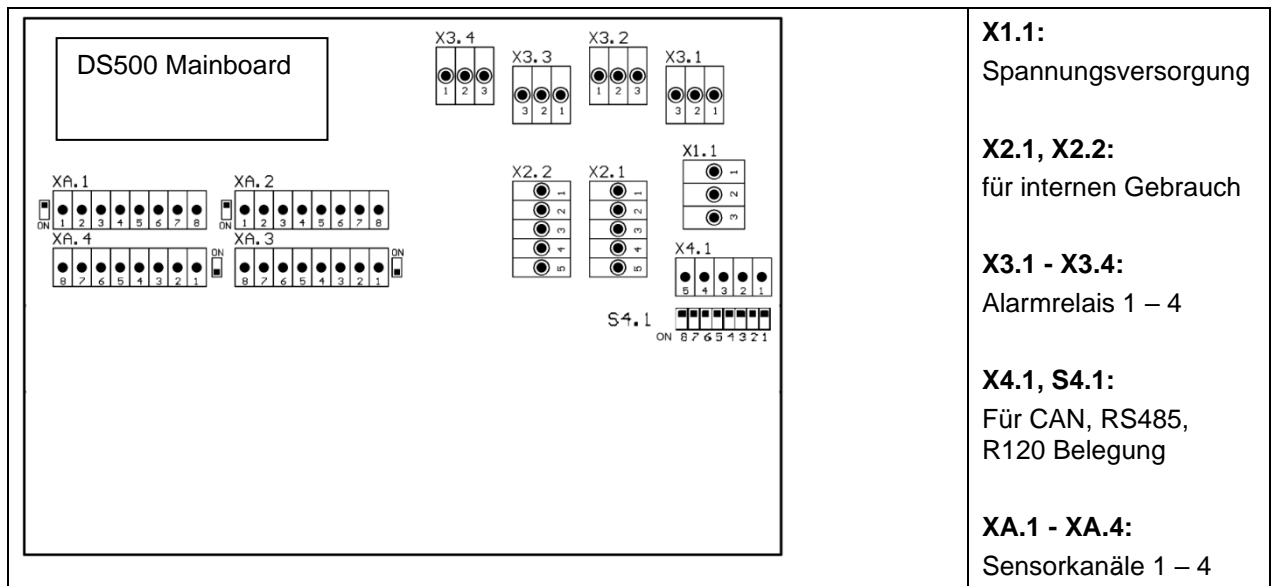 DS500 Mainboard
X3.4
1 2 3
X3.3
3 2 1
X3.2
1 2 3
X3.1
3 2 1
XA.1
ON
1 2 3 4 5 6 7 8
XA.2
ON
1 2 3 4 5 6 7 8
XA.4
8 7 6 5 4 3 2 1
ON
XA.3
8 7 6 5 4 3 2 1
ON
X2.2
1
2
3
4
5
X2.1
1
2
3
4
5
X1.1
1
2
3
X4.1
5 4 3 2 1
S4.1
ON 8 7 6 5 4 3 2 1
X1.1:
Spannungsversorgung
X2.1, X2.2:
für internen Gebrauch
X3.1 - X3.4:
Alarmrelais 1 – 4
X4.1, S4.1:
Für CAN, RS485,
R120 Belegung
XA.1 - XA.4:
Sensorkanäle 1 – 4